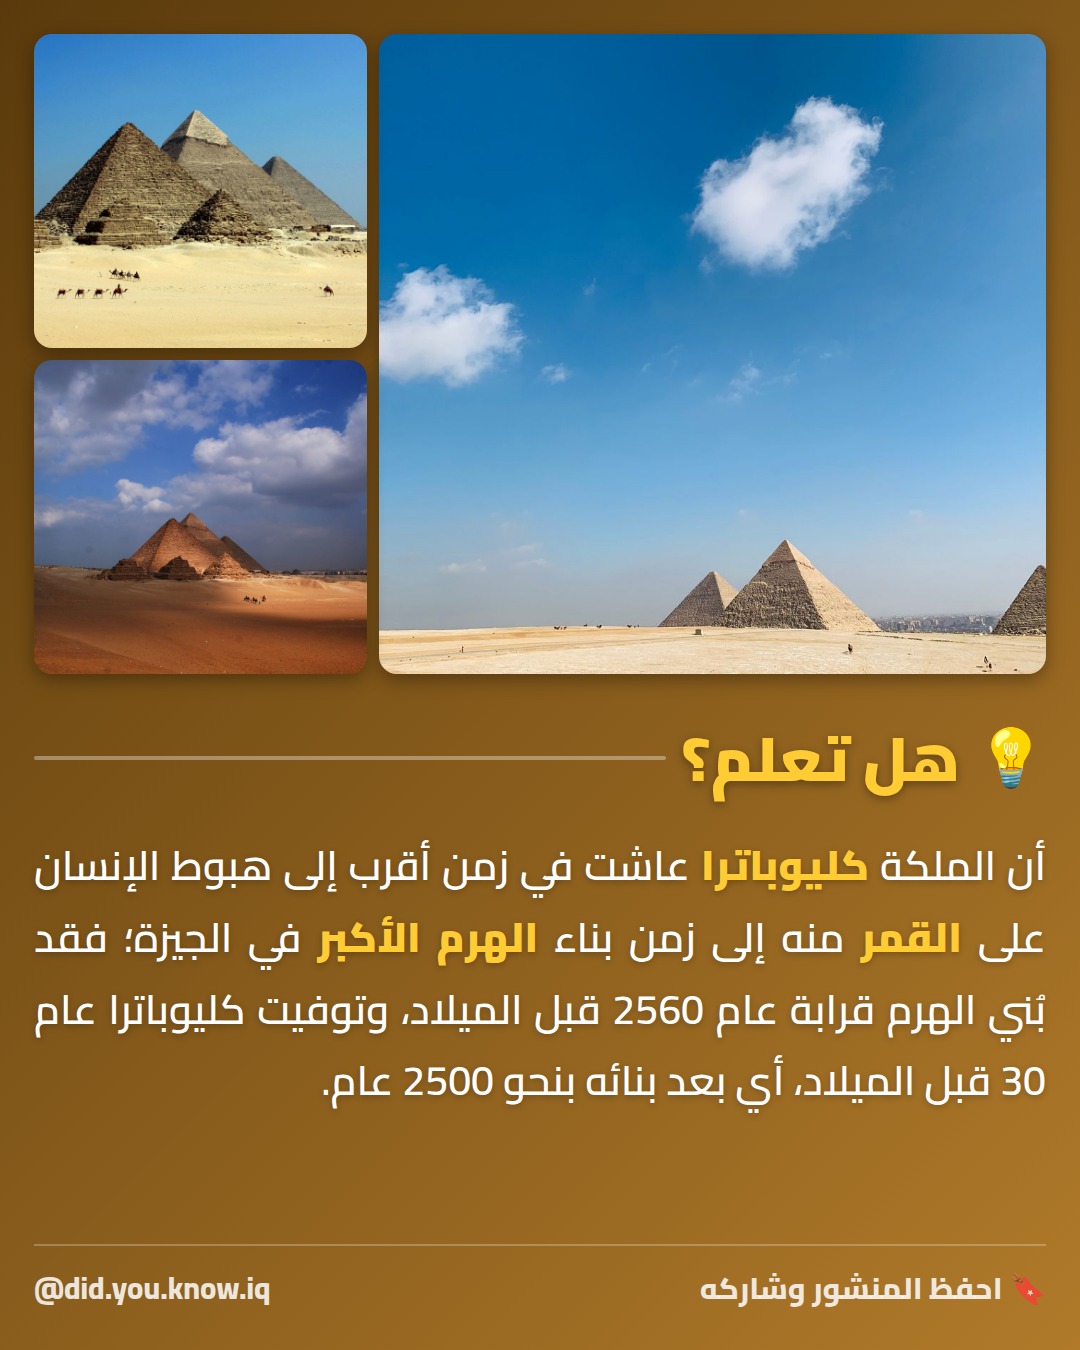 هل تعلم؟
أن الملكة كليوباترا عاشت في زمن أقرب إلى هبوط الإنسان
على القمر منه إلى زمن بناء الهرم الأكبر في الجيزة؛ فقد
بُني الهرم قرابة عام 2560 قبل الميلاد، وتوفيت كليوباترا عام
30 قبل الميلاد، أي بعد بنائه بنحو 2500 عام.
احفظ المنشور وشاركه
@did.you.know.iq